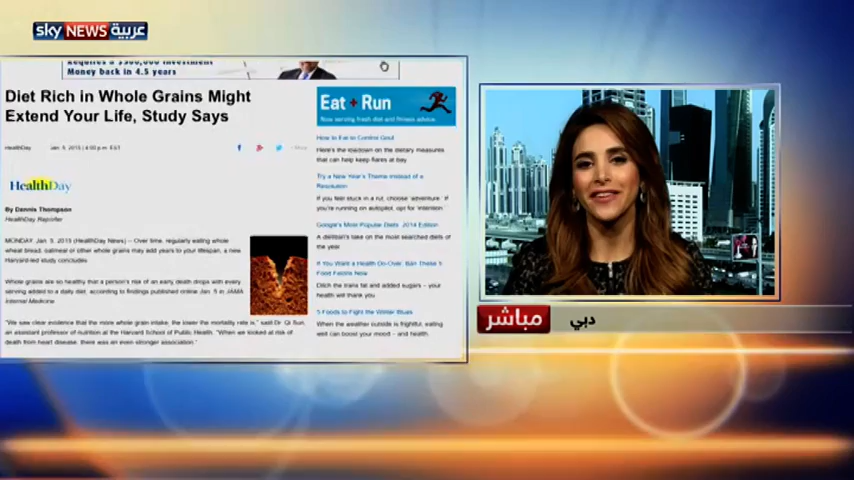 sky NEWS عربية
Requires a $500,000 investment
Money back in 4.5 years
Diet Rich in Whole Grains Might
Extend Your Life, Study Says
HealthDay
Jan. 5, 2015 | 4:00 p.m. EST
HealthDay
By Dennis Thompson
HealthDay Reporter
MONDAY, Jan. 5, 2015 (HealthDay News) -- Over time, regularly eating whole
wheat bread, oatmeal or other whole grains may add years to your lifespan, a new
Harvard-led study concludes.
Whole grains are so healthy that a person's risk of an early death drops with every
serving added to a daily diet, according to findings published online Jan. 5 in JAMA
Internal Medicine.
"We saw clear evidence that the more whole grain intake, the lower the mortality rate is," said Dr. Qi Sun,
an assistant professor of nutrition at the Harvard School of Public Health. "When we looked at risk of
death from heart disease, there was an even stronger association."
Eat + Run
Now serving fresh diet and fitness advice
How to Eat to Control Gout
Here's the lowdown on the dietary measures
that can help keep flares at bay.
Try a New Year's Theme Instead of a
Resolution
If you feel stuck in a rut, choose 'adventure.' If
you're running on autopilot, opt for 'intention.'
Google's Most-Popular Diets: 2014 Edition
A dietitian's take on the most searched diets of
the year.
If You Want a Health On-Over: Ban These 5
Food Felons Now
Ditch the trans fat and added sugars – your
health will thank you
5 Foods to Fight the Winter Blues
When the weather outside is frightful, eating
well can boost your mood – and health.
مباشر
دبي